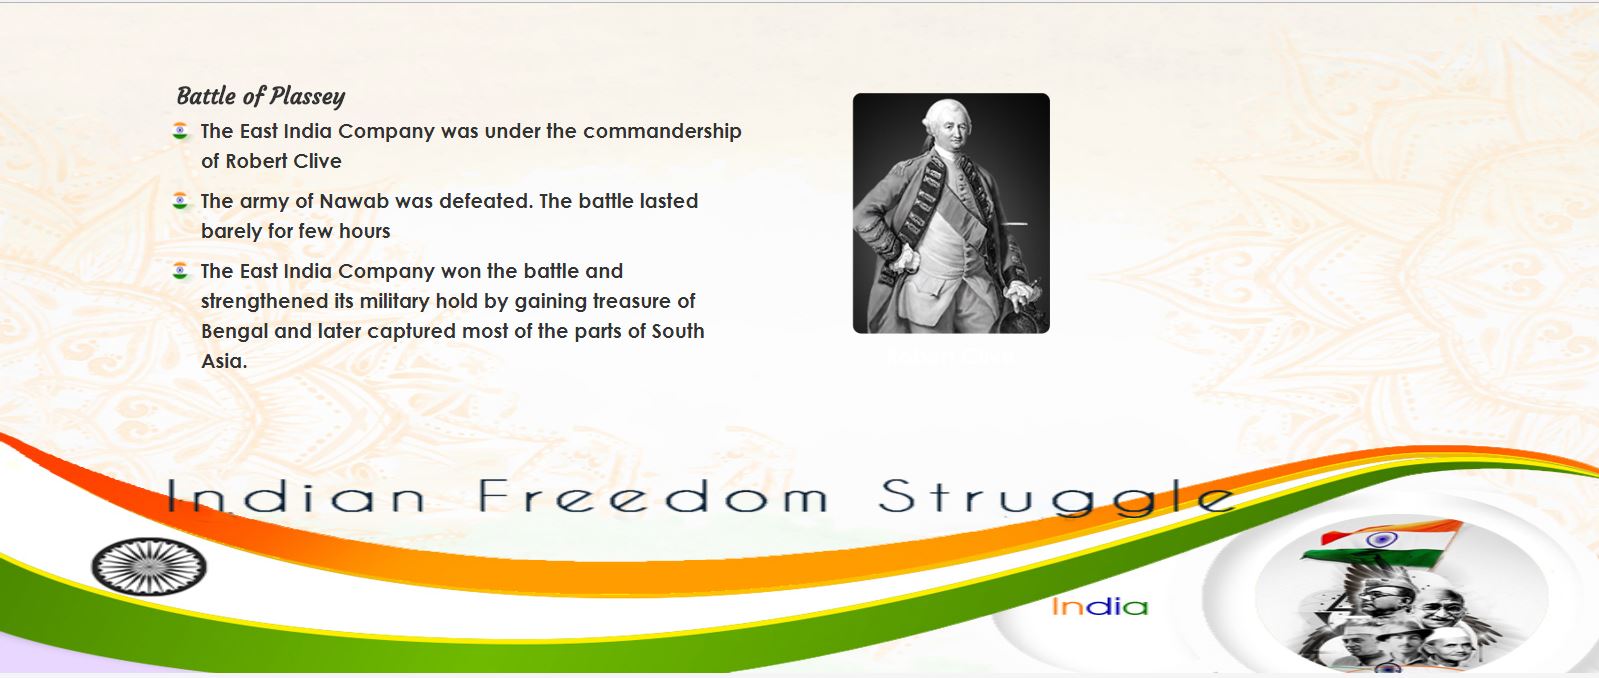 Battle of Plassey
The East India Company was under the commandership
of Robert Clive
The army of Nawab was defeated. The battle lasted
barely for few hours
The East India Company won the battle and
strengthened its military hold by gaining treasure of
Bengal and later captured most of the parts of South
Asia.
Robert Clive
Indian Freedom Struggle
India